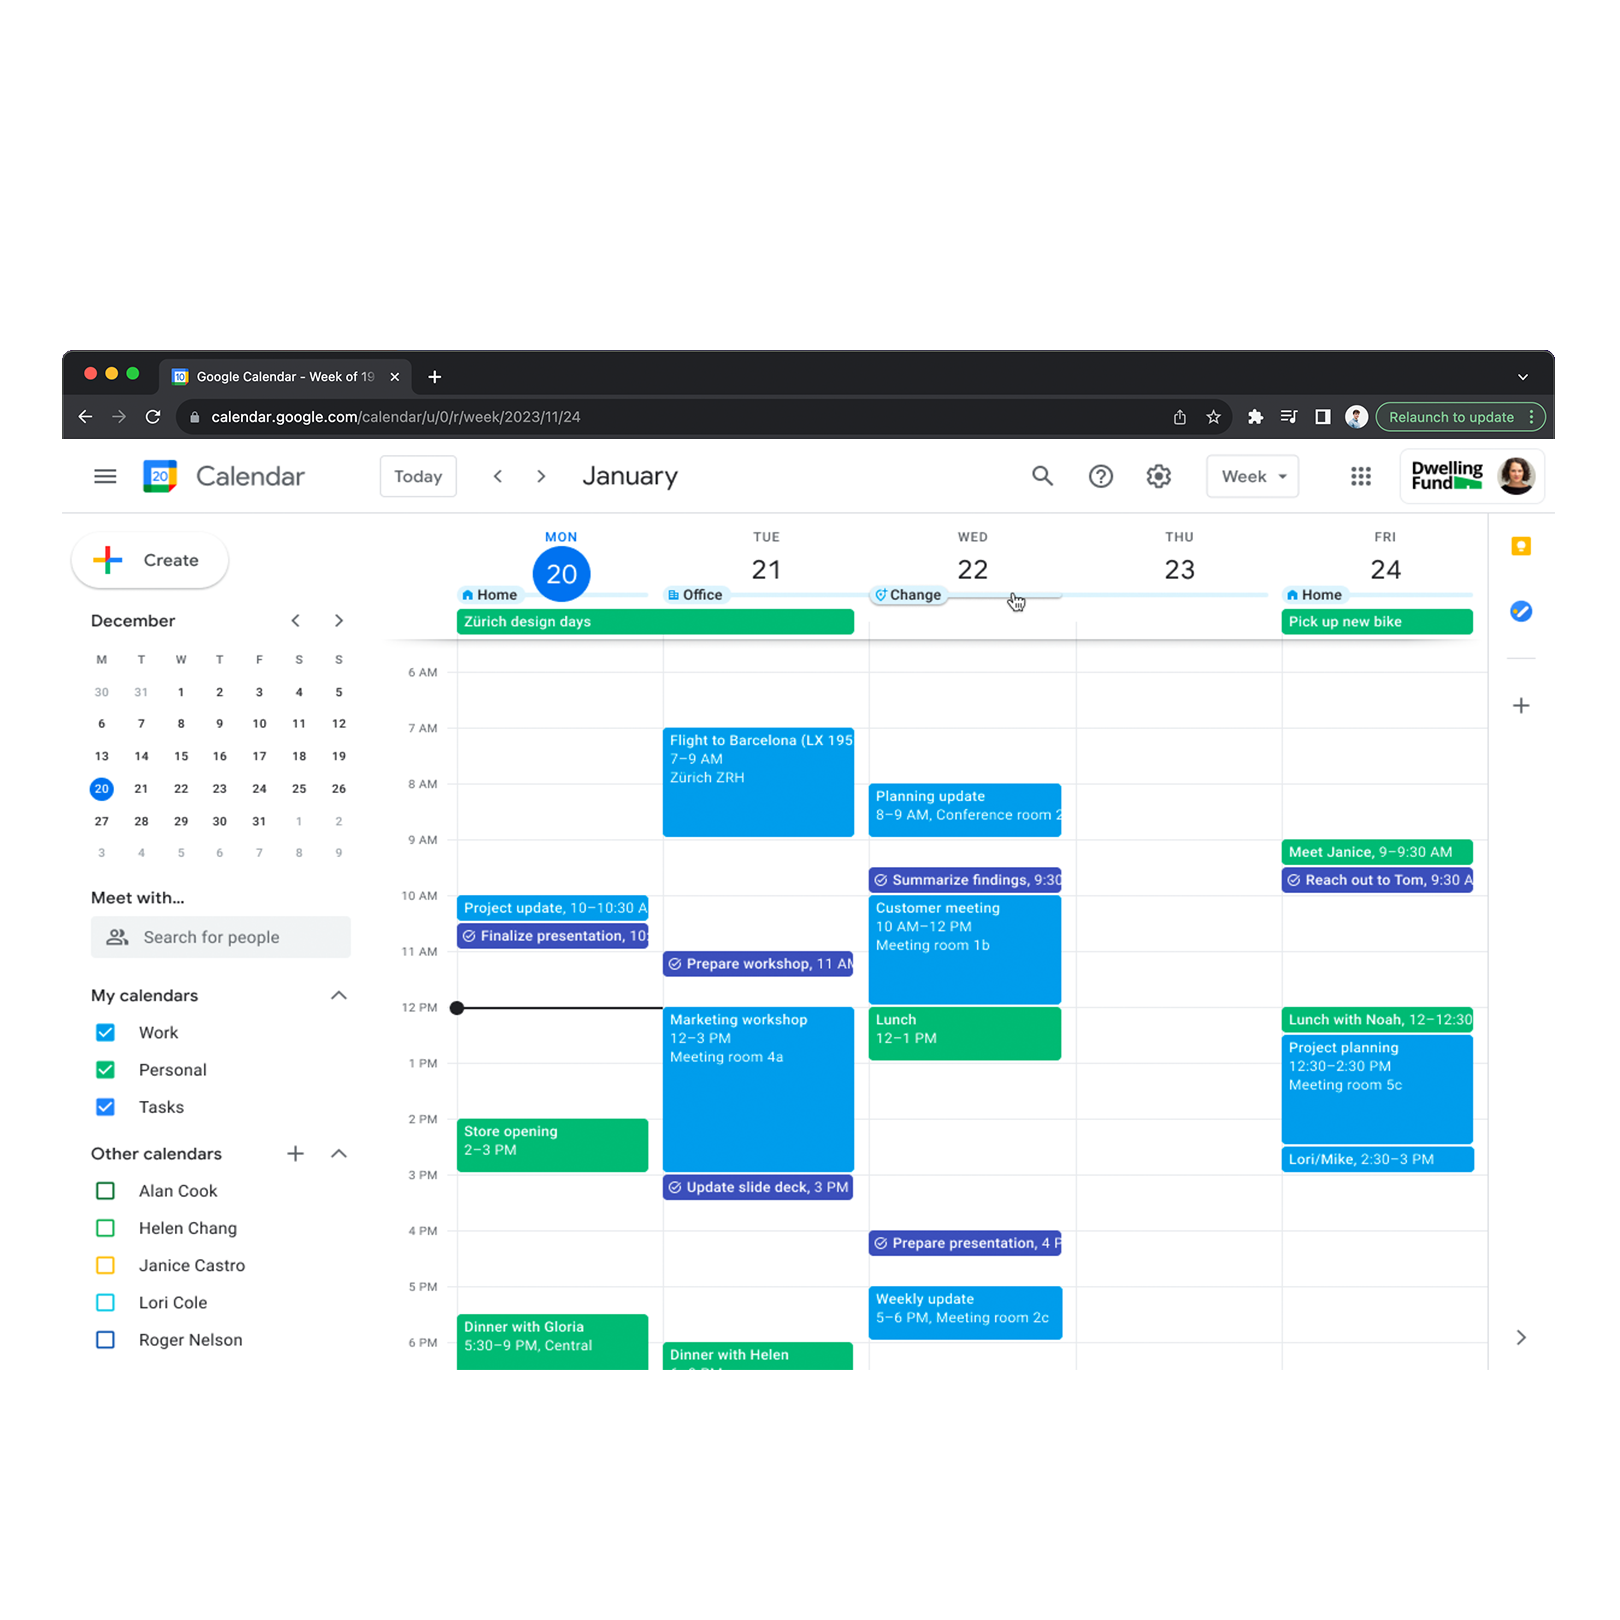 Google Calendar - Week of 19
calendar.google.com/calendar/u/0/r/week/2023/11/24
Relaunch to update
20
Calendar
Today
January
Week
Dwelling
Fund
Create
December
M T W T F S S
30 31 1 2 3 4 5
6 7 8 9 10 11 12
13 14 15 16 17 18 19
20 21 22 23 24 25 26
27 28 29 30 31 1 2
3 4 5 6 7 8 9
Meet with...
Search for people
My calendars
Work
Personal
Tasks
Other calendars
Alan Cook
Helen Chang
Janice Castro
Lori Cole
Roger Nelson
MON TUE WED THU FRI
20 21 22 23 24
Home Office Change Home
Zürich design days
Pick up new bike
6 AM
7 AM
8 AM
9 AM
10 AM
11 AM
12 PM
1 PM
2 PM
3 PM
4 PM
5 PM
6 PM
Project update, 10–10:30 A
Finalize presentation, 10:
Store opening
2–3 PM
Dinner with Gloria
5:30–9 PM, Central
Flight to Barcelona (LX 195
7–9 AM
Zürich ZRH
Prepare workshop, 11 AM
Marketing workshop
12–3 PM
Meeting room 4a
Update slide deck, 3 PM
Dinner with Helen
Planning update
8–9 AM, Conference room 2
Summarize findings, 9:30
Customer meeting
10 AM–12 PM
Meeting room 1b
Lunch
12–1 PM
Prepare presentation, 4 P
Weekly update
5–6 PM, Meeting room 2c
Meet Janice, 9–9:30 AM
Reach out to Tom, 9:30 A
Lunch with Noah, 12–12:30
Project planning
12:30–2:30 PM
Meeting room 5c
Lori/Mike, 2:30–3 PM